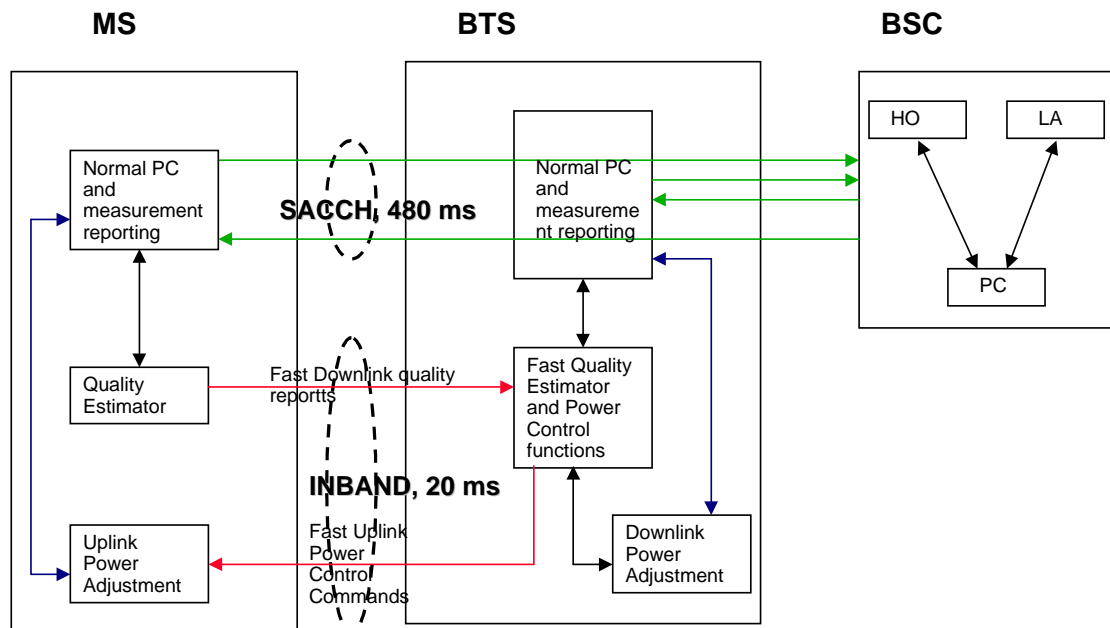 MS
BTS
BSC
HO
LA
Normal PC
and
measurement
reporting
SACCH, 480 ms
Normal PC
and
measureme
nt reporting
PC
Quality
Estimator
Fast Downlink quality
reportts
Fast Quality
Estimator
and Power
Control
functions
INBAND, 20 ms
Uplink
Power
Adjustment
Fast Uplink
Power
Control
Commands
Downlink
Power
Adjustment